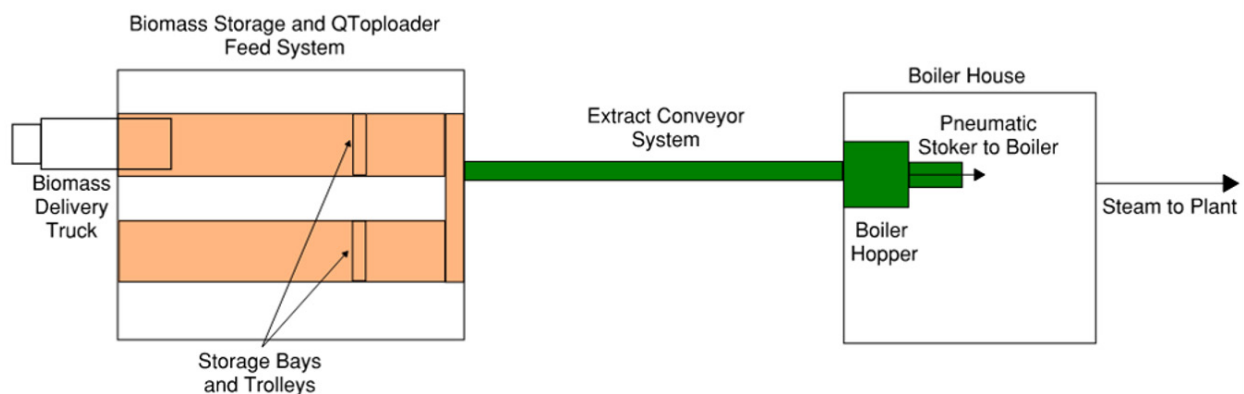 Biomass Storage and QToploader
Feed System
Biomass
Delivery
Truck
Storage Bays
and Trolleys
Extract Conveyor
System
Boiler House
Pneumatic
Stoker to Boiler
Boiler
Hopper
Steam to Plant